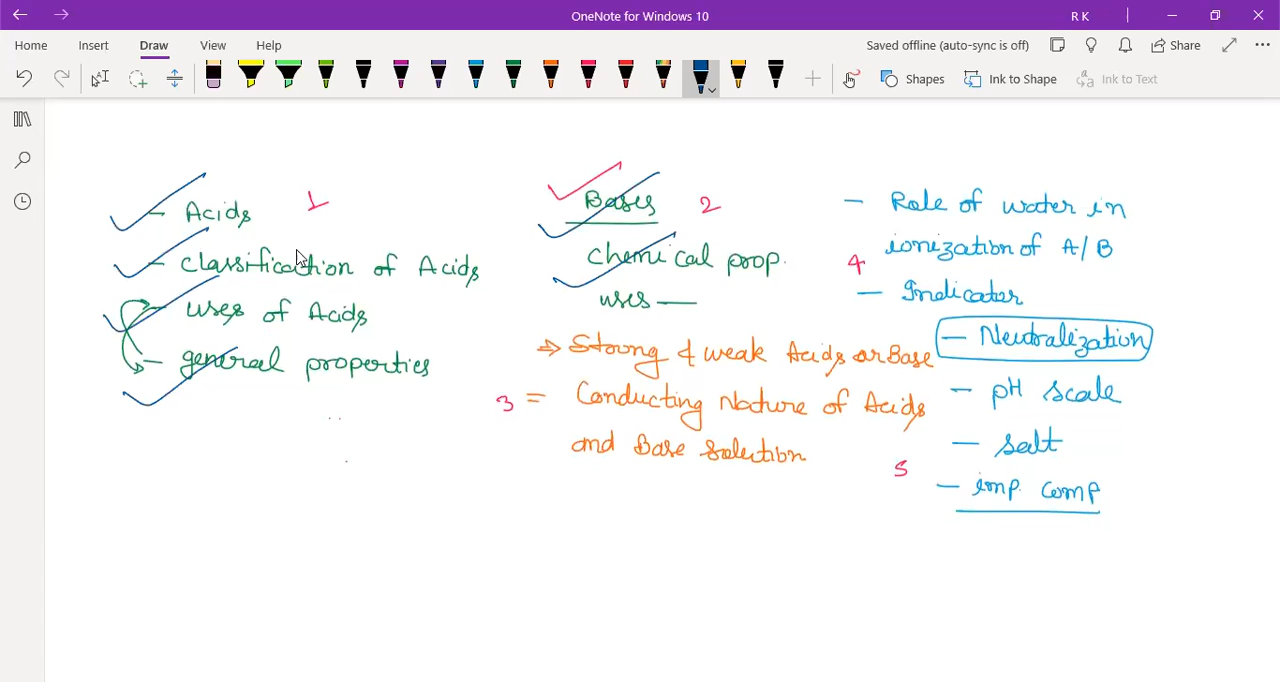 OneNote for Windows 10
R K
Home Insert Draw View Help
Saved offline (auto-sync is off)
Share
Shapes
Ink to Shape
Ink to Text
- Acids 1
- Classification of Acids
- uses of Acids
- general properties
Bases 2
chemical prop.
uses —
⇒ Strong & weak Acids or Base
3 = Conducting Nature of Acids
and Base Solution
- Role of water in
ionization of A/B
4
- Indicater
- Neutralization
- pH scale
- salt
5
- imp. comp